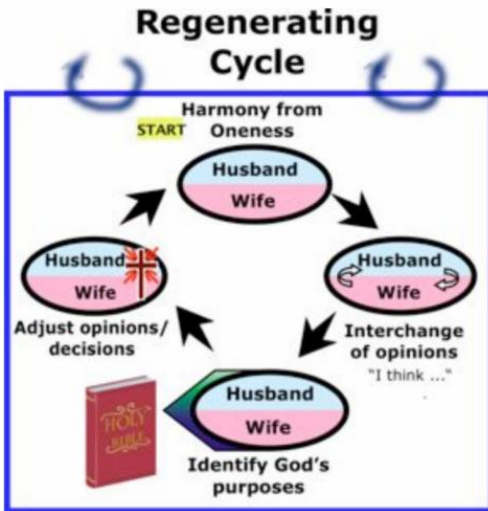 Regenerating
Cycle
Harmony from
START Oneness
Husband
Wife
Husband
Wife
Interchange
of opinions
"I think ..."
Husband
Wife
Identify God's
purposes
HOLY
BIBLE
Husband
Wife
Adjust opinions/
decisions